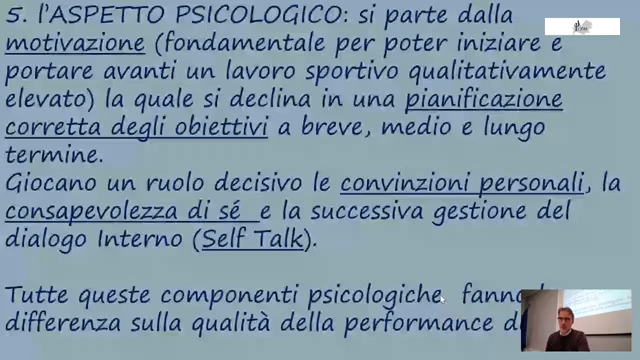 5. l'ASPETTO PSICOLOGICO: si parte dalla
motivazione (fondamentale per poter iniziare e
portare avanti un lavoro sportivo qualitativamente
elevato) la quale si declina in una pianificazione
corretta degli obiettivi a breve, medio e lungo
termine.
Giocano un ruolo decisivo le convinzioni personali, la
consapevolezza di sé e la successiva gestione del
dialogo Interno (Self Talk).
Tutte queste componenti psicologiche fanno
differenza sulla qualità della performance